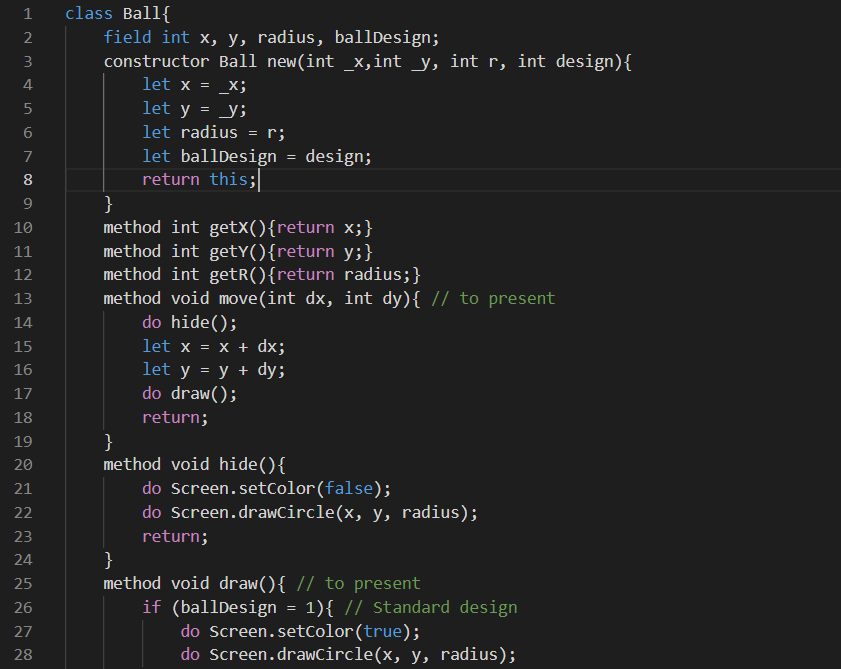 1 class Ball{
2 field int x, y, radius, ballDesign;
3 constructor Ball new(int _x,int _y, int r, int design){
4 let x = _x;
5 let y = _y;
6 let radius = r;
7 let ballDesign = design;
8 return this;
9 }
10 method int getX(){return x;}
11 method int getY(){return y;}
12 method int getR(){return radius;}
13 method void move(int dx, int dy){ // to present
14 do hide();
15 let x = x + dx;
16 let y = y + dy;
17 do draw();
18 return;
19 }
20 method void hide(){
21 do Screen.setColor(false);
22 do Screen.drawCircle(x, y, radius);
23 return;
24 }
25 method void draw(){ // to present
26 if (ballDesign = 1){ // Standard design
27 do Screen.setColor(true);
28 do Screen.drawCircle(x, y, radius);